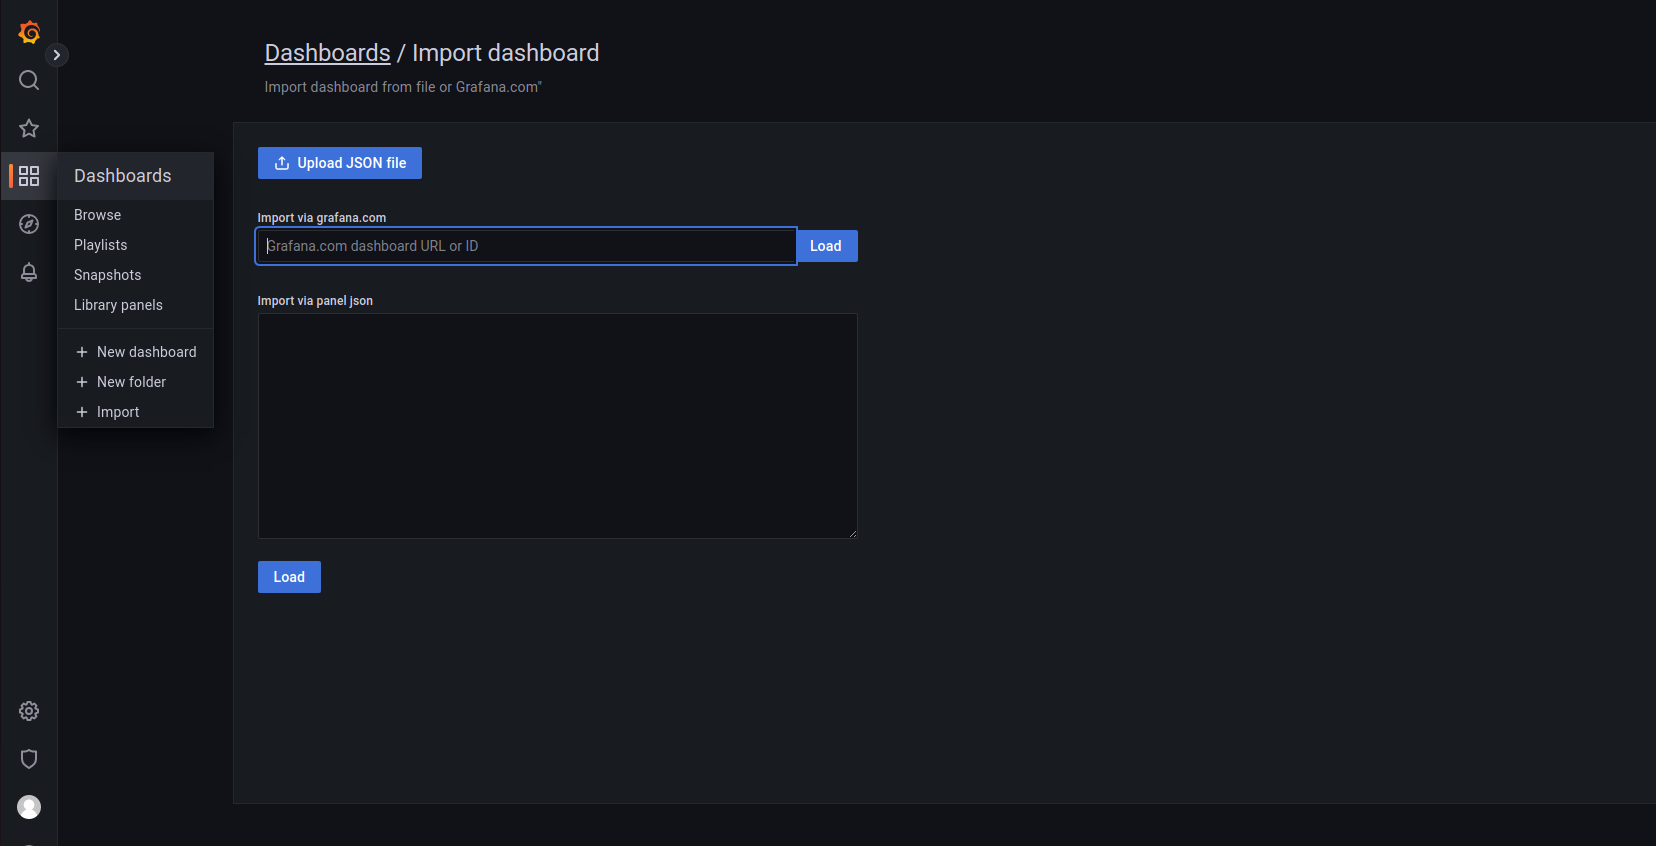 Dashboards / Import dashboard
Import dashboard from file or Grafana.com"
Dashboards
Browse
Playlists
Snapshots
Library panels
New dashboard
New folder
Import
Upload JSON file
Import via grafana.com
Grafana.com dashboard URL or ID
Load
Import via panel json
Load